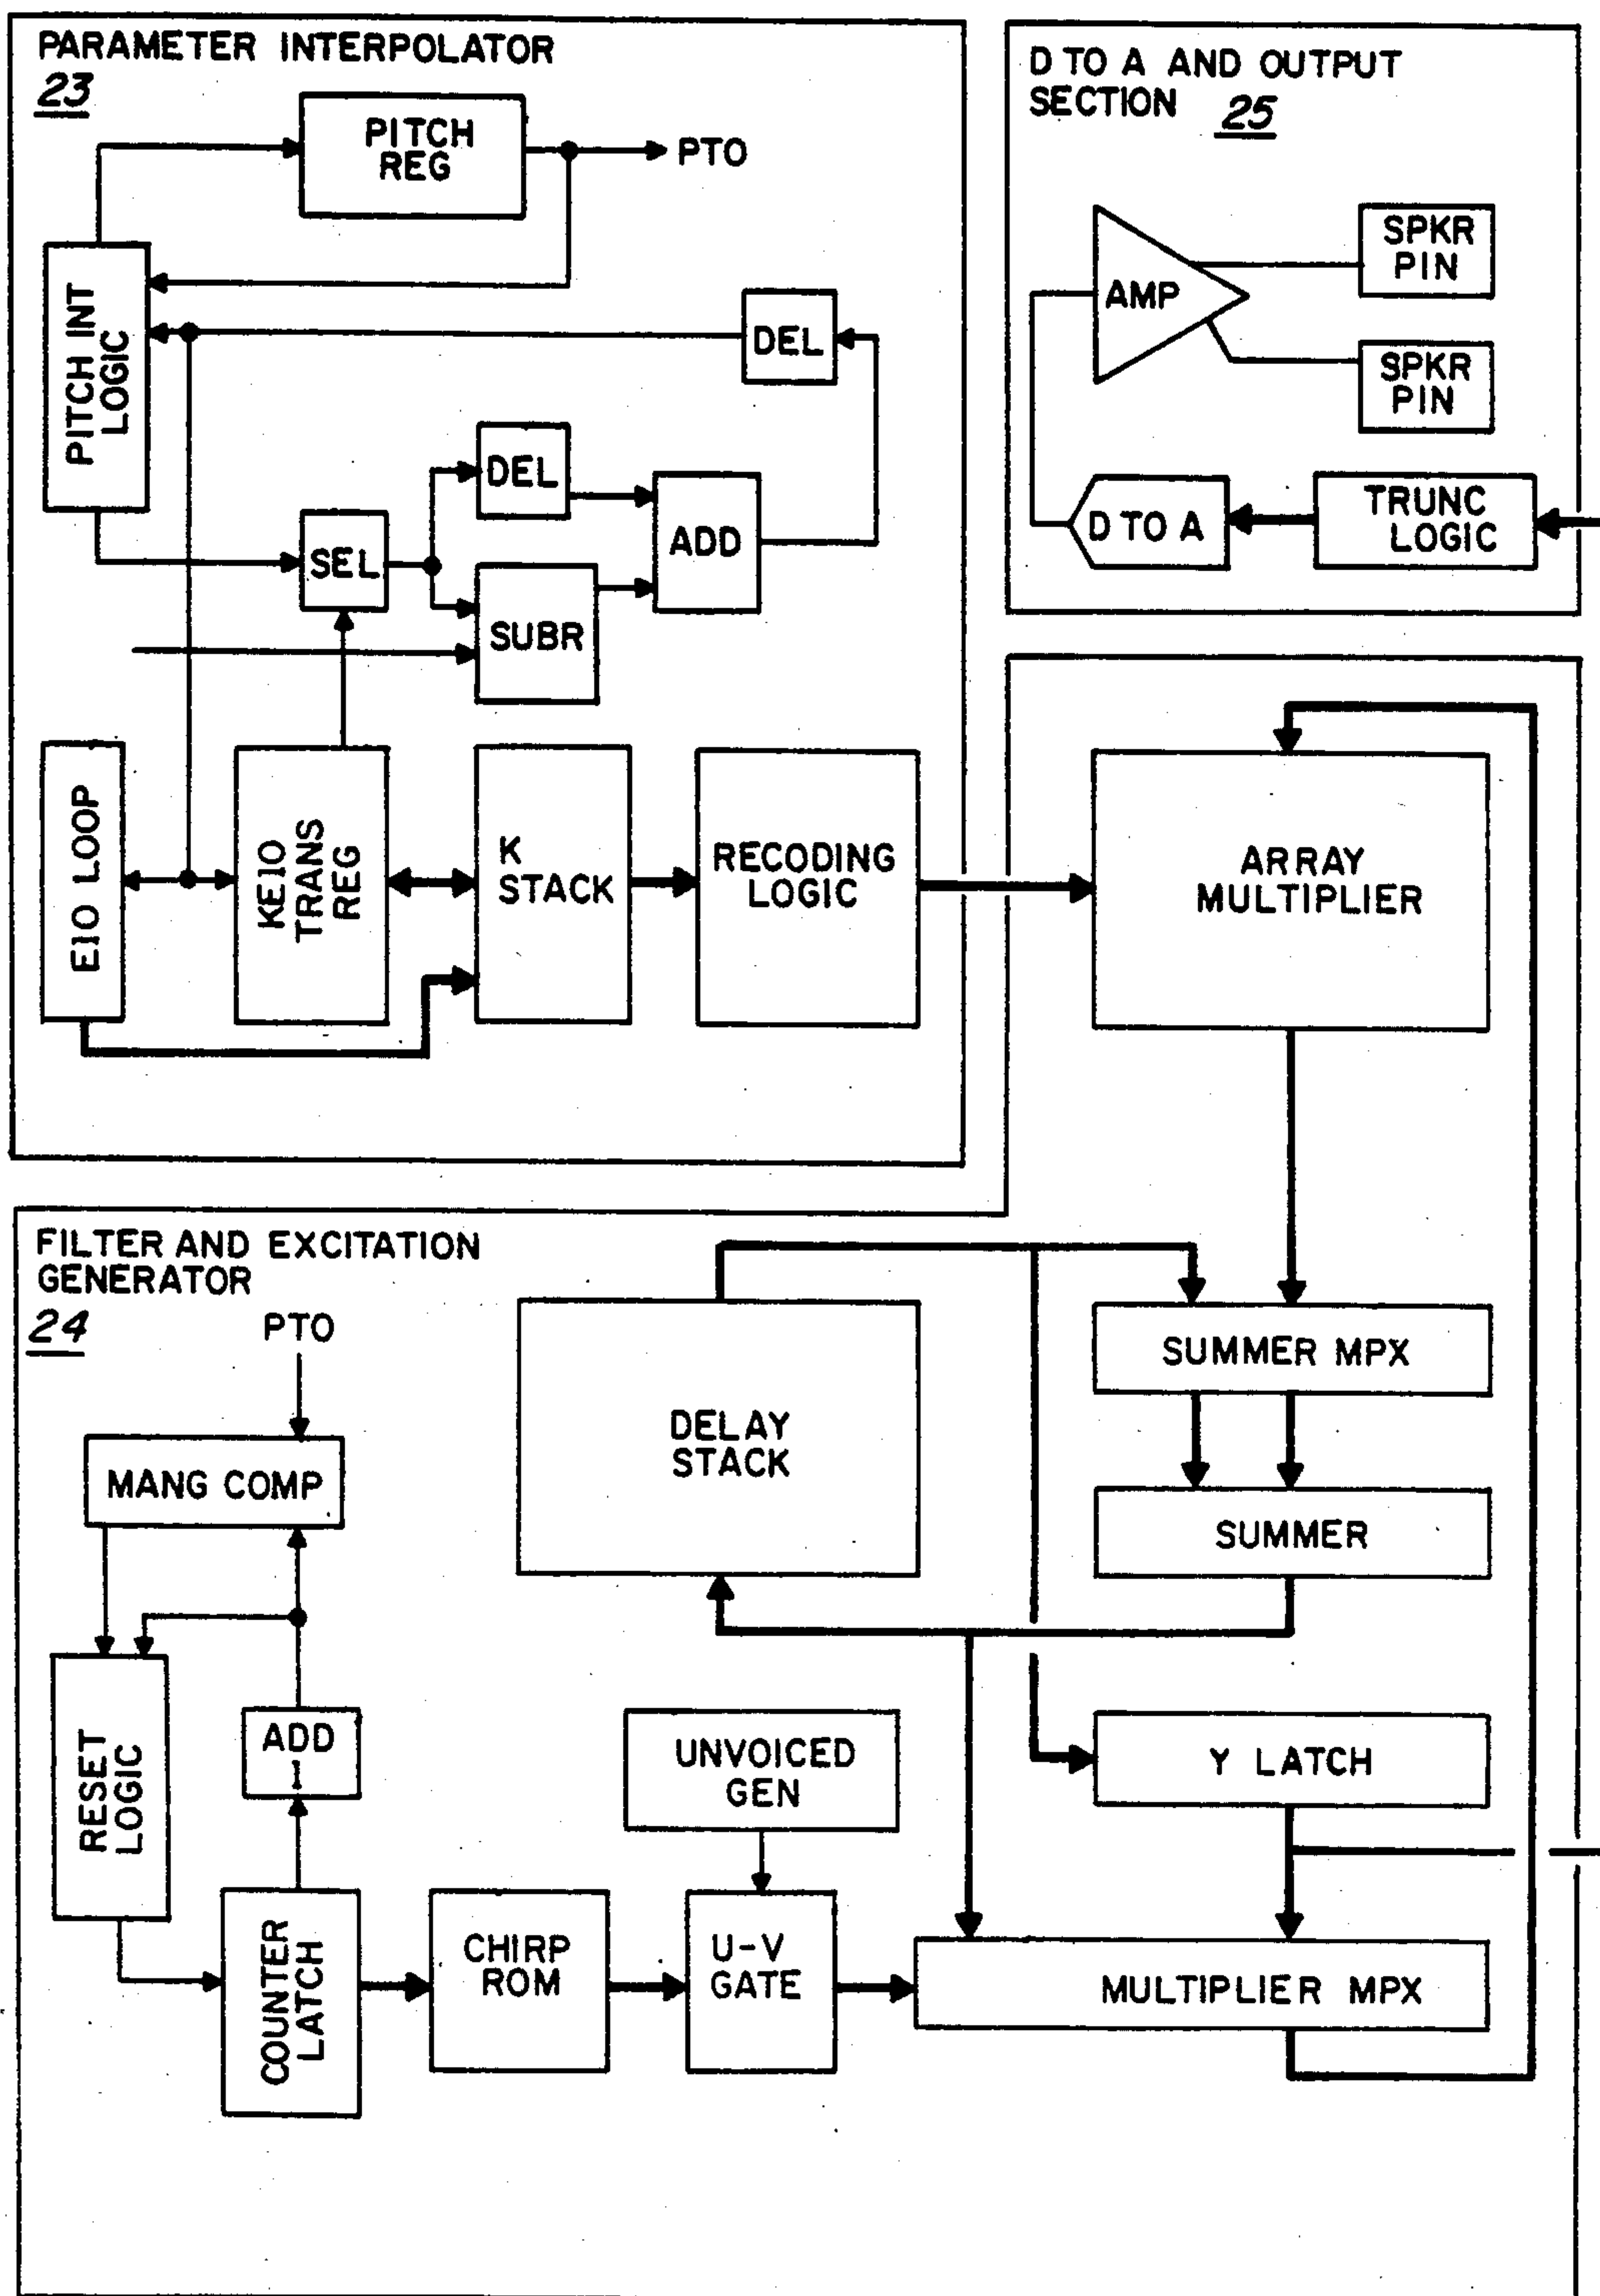 PARAMETER INTERPOLATOR
23
PITCH
REG
PTO
PITCH INT
LOGIC
DEL
DEL
SEL
ADD
SUBR
E10 LOOP
KE10
TRANS
REG
K
STACK
RECODING
LOGIC
D TO A AND OUTPUT
SECTION 25
AMP
SPKR
PIN
SPKR
PIN
D TO A
TRUNC
LOGIC
ARRAY
MULTIPLIER
FILTER AND EXCITATION
GENERATOR
24
PTO
MANG COMP
DELAY
STACK
SUMMER MPX
SUMMER
RESET
LOGIC
ADD
1
UNVOICED
GEN
Y LATCH
COUNTER
LATCH
CHIRP
ROM
U-V
GATE
MULTIPLIER MPX